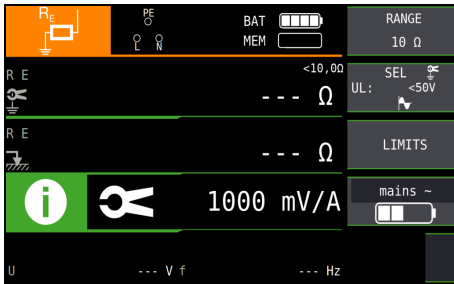 RE
PE
L N
BAT
MEM
RANGE
10 Ω
R E
<10,0Ω
--- Ω
SEL
UL: <50V
R E
--- Ω
LIMITS
i
1000 mV/A
mains ~
U --- V f --- Hz